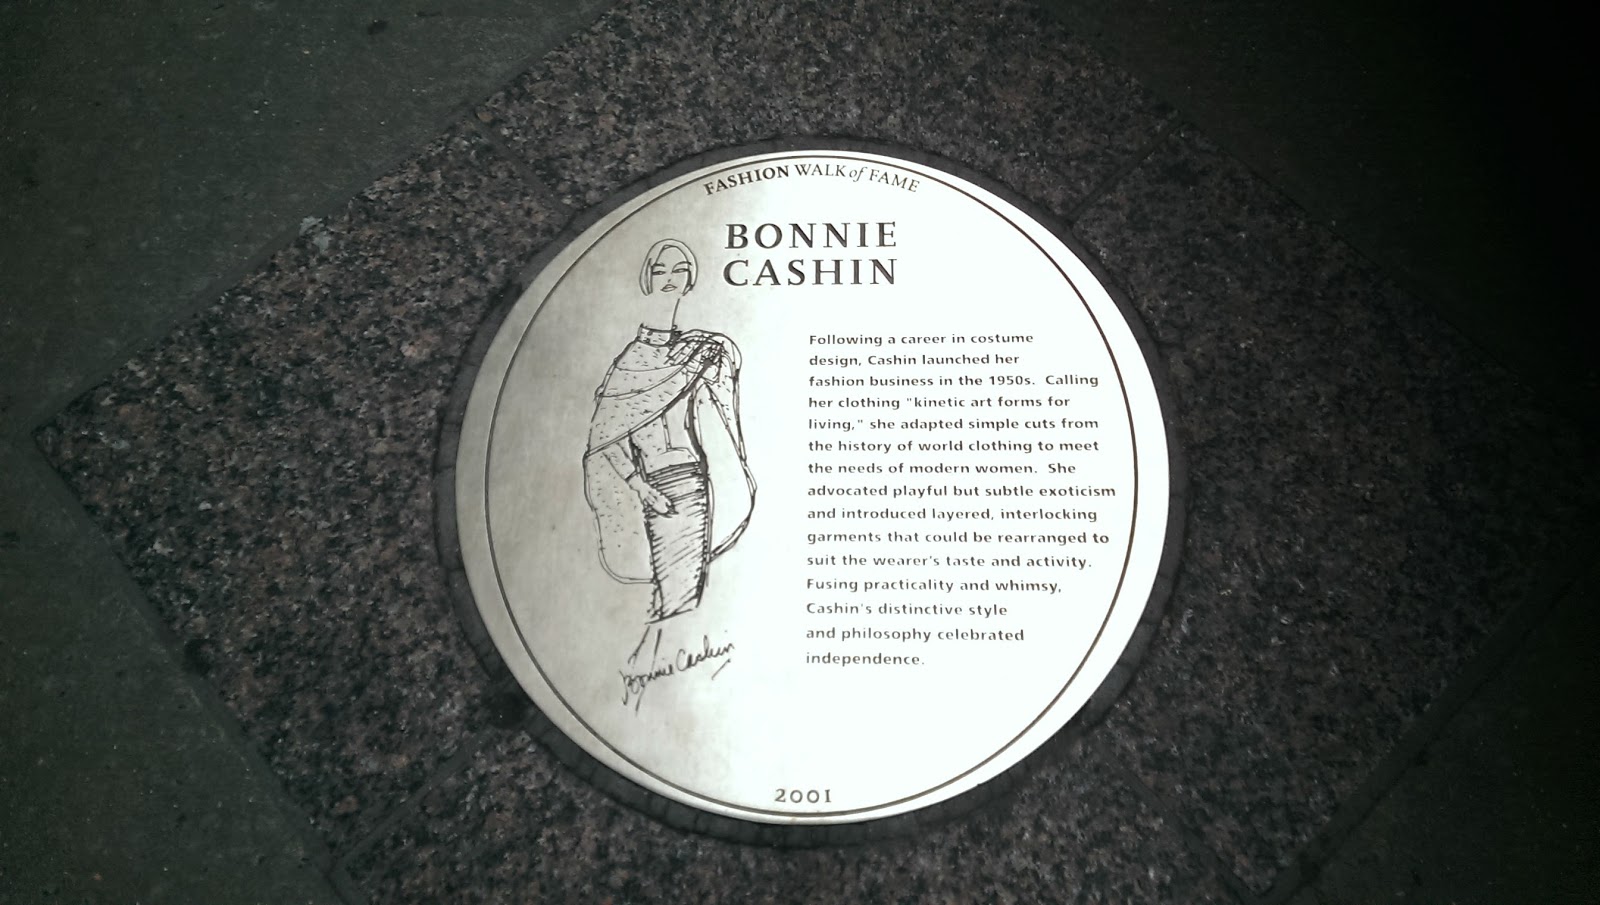 FASHION WALK of FAME
BONNIE
CASHIN
Following a career in costume
design, Cashin launched her
fashion business in the 1950s. Calling
her clothing "kinetic art forms for
living," she adapted simple cuts from
the history of world clothing to meet
the needs of modern women. She
advocated playful but subtle exoticism
and introduced layered, interlocking
garments that could be rearranged to
suit the wearer's taste and activity.
Fusing practicality and whimsy,
Cashin's distinctive style
and philosophy celebrated
independence.
Bonnie Cashin
2001